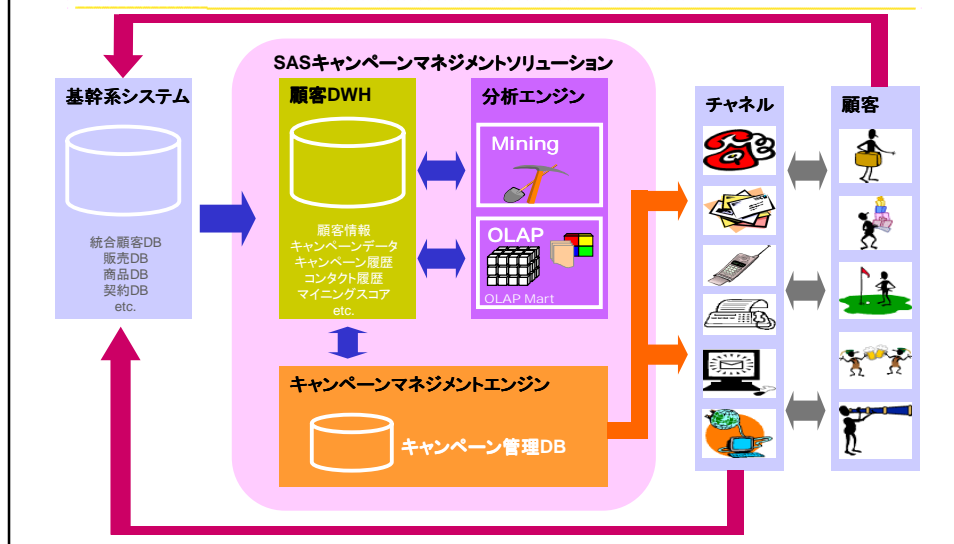 SASキャンペーンマネジメントソリューション
基幹系システム
統合顧客DB
販売DB
商品DB
契約DB
etc.
顧客DWH
顧客情報
キャンペーンデータ
キャンペーン履歴
コンタクト履歴
マイニングスコア
etc.
分析エンジン
Mining
OLAP
OLAP Mart
キャンペーンマネジメントエンジン
キャンペーン管理DB
チャネル
顧客